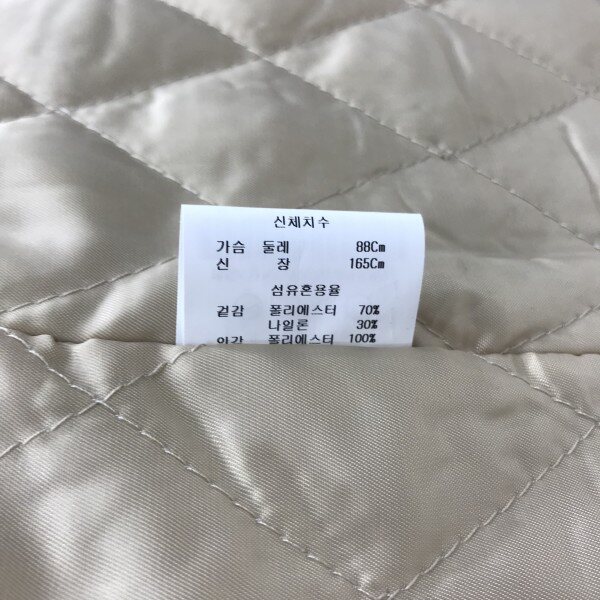 신체치수
가슴 둘레 88Cm
신 장 165Cm
섬유혼용율
겉감 폴리에스터 70%
나일론 30%
안감 폴리에스터 100%